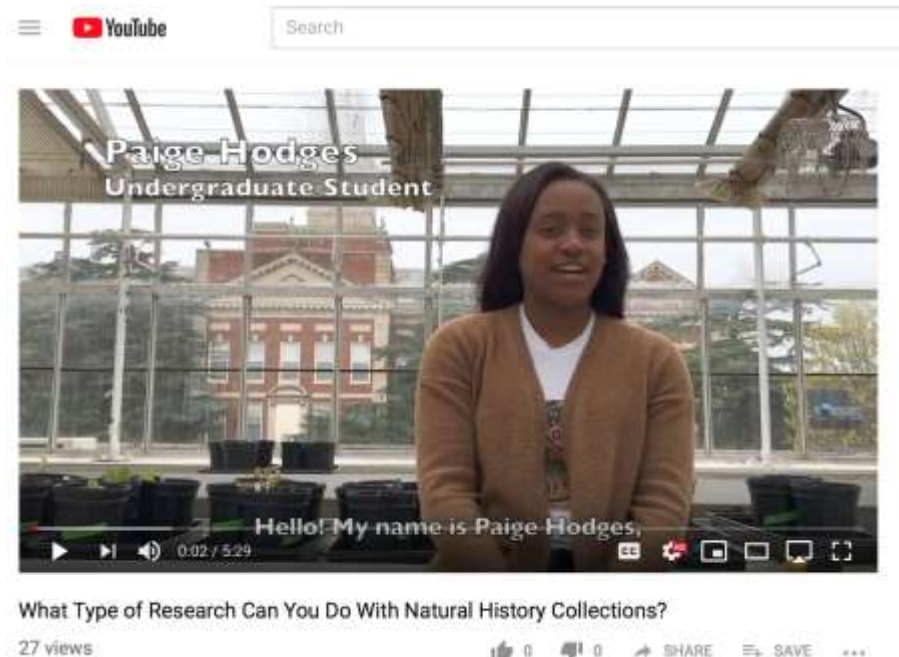 YouTube
Search
Paige Hodges
Undergraduate Student
Hello! My name is Paige Hodges,
0:02 / 5:29
CC
What Type of Research Can You Do With Natural History Collections?
27 views
0
0
SHARE
SAVE